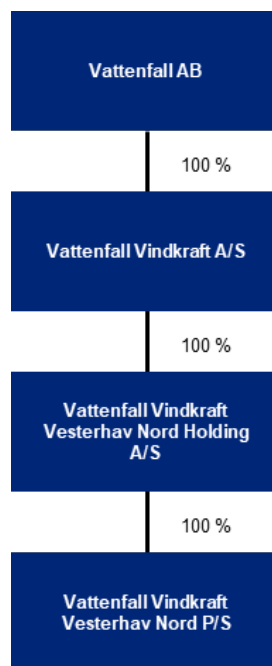 Vattenfall AB
100 %
Vattenfall Vindkraft A/S
100 %
Vattenfall Vindkraft
Vesterhav Nord Holding
A/S
100 %
Vattenfall Vindkraft
Vesterhav Nord P/S